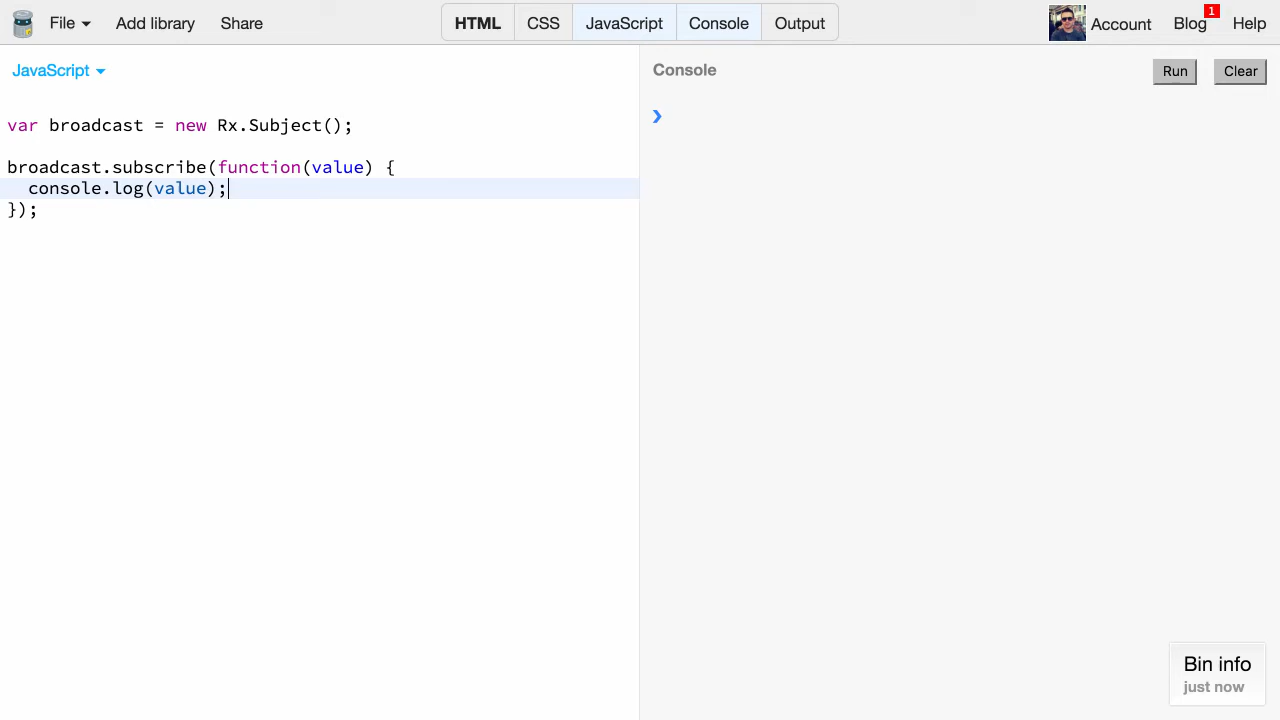 File Add library Share HTML CSS JavaScript Console Output Account Blog 1 Help
JavaScript
Console Run Clear
var broadcast = new Rx.Subject();
broadcast.subscribe(function(value) {
  console.log(value);
});
Bin info
just now